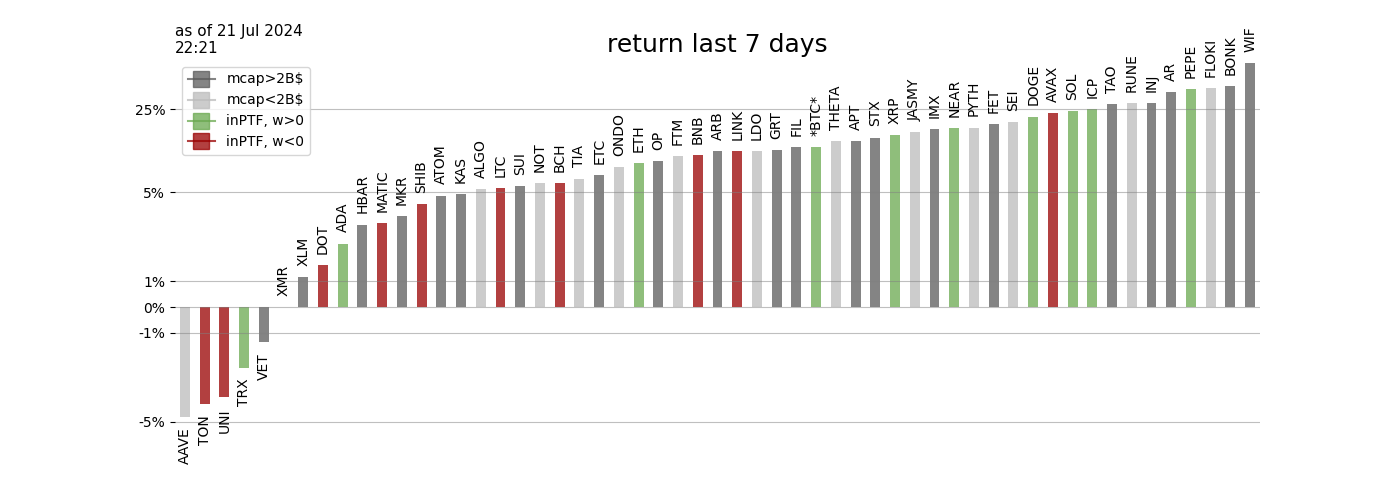 as of 21 Jul 2024
22:21
return last 7 days
mcap>2B$
mcap<2B$
inPTF, w>0
inPTF, w<0
25%
5%
1%
0%
-1%
-5%
AAVE
TON
UNI
TRX
VET
XMR
XLM
DOT
ADA
HBAR
MATIC
MKR
SHIB
ATOM
KAS
ALGO
LTC
SUI
NOT
BCH
TIA
ETC
ONDO
ETH
OP
FTM
BNB
ARB
LINK
LDO
GRT
FIL
*BTC*
THETA
APT
STX
XRP
JASMY
IMX
NEAR
PYTH
FET
SEI
DOGE
AVAX
SOL
ICP
TAO
RUNE
INJ
AR
PEPE
FLOKI
BONK
WIF